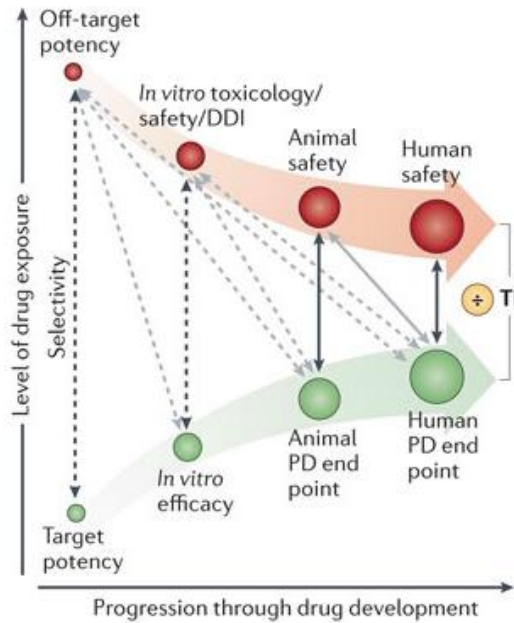 Off-target
potency
In vitro toxicology/
safety/DDI
Animal
safety
Human
safety
Level of drug exposure
Selectivity
÷ T
In vitro
efficacy
Animal
PD end
point
Human
PD end
point
Target
potency
Progression through drug development